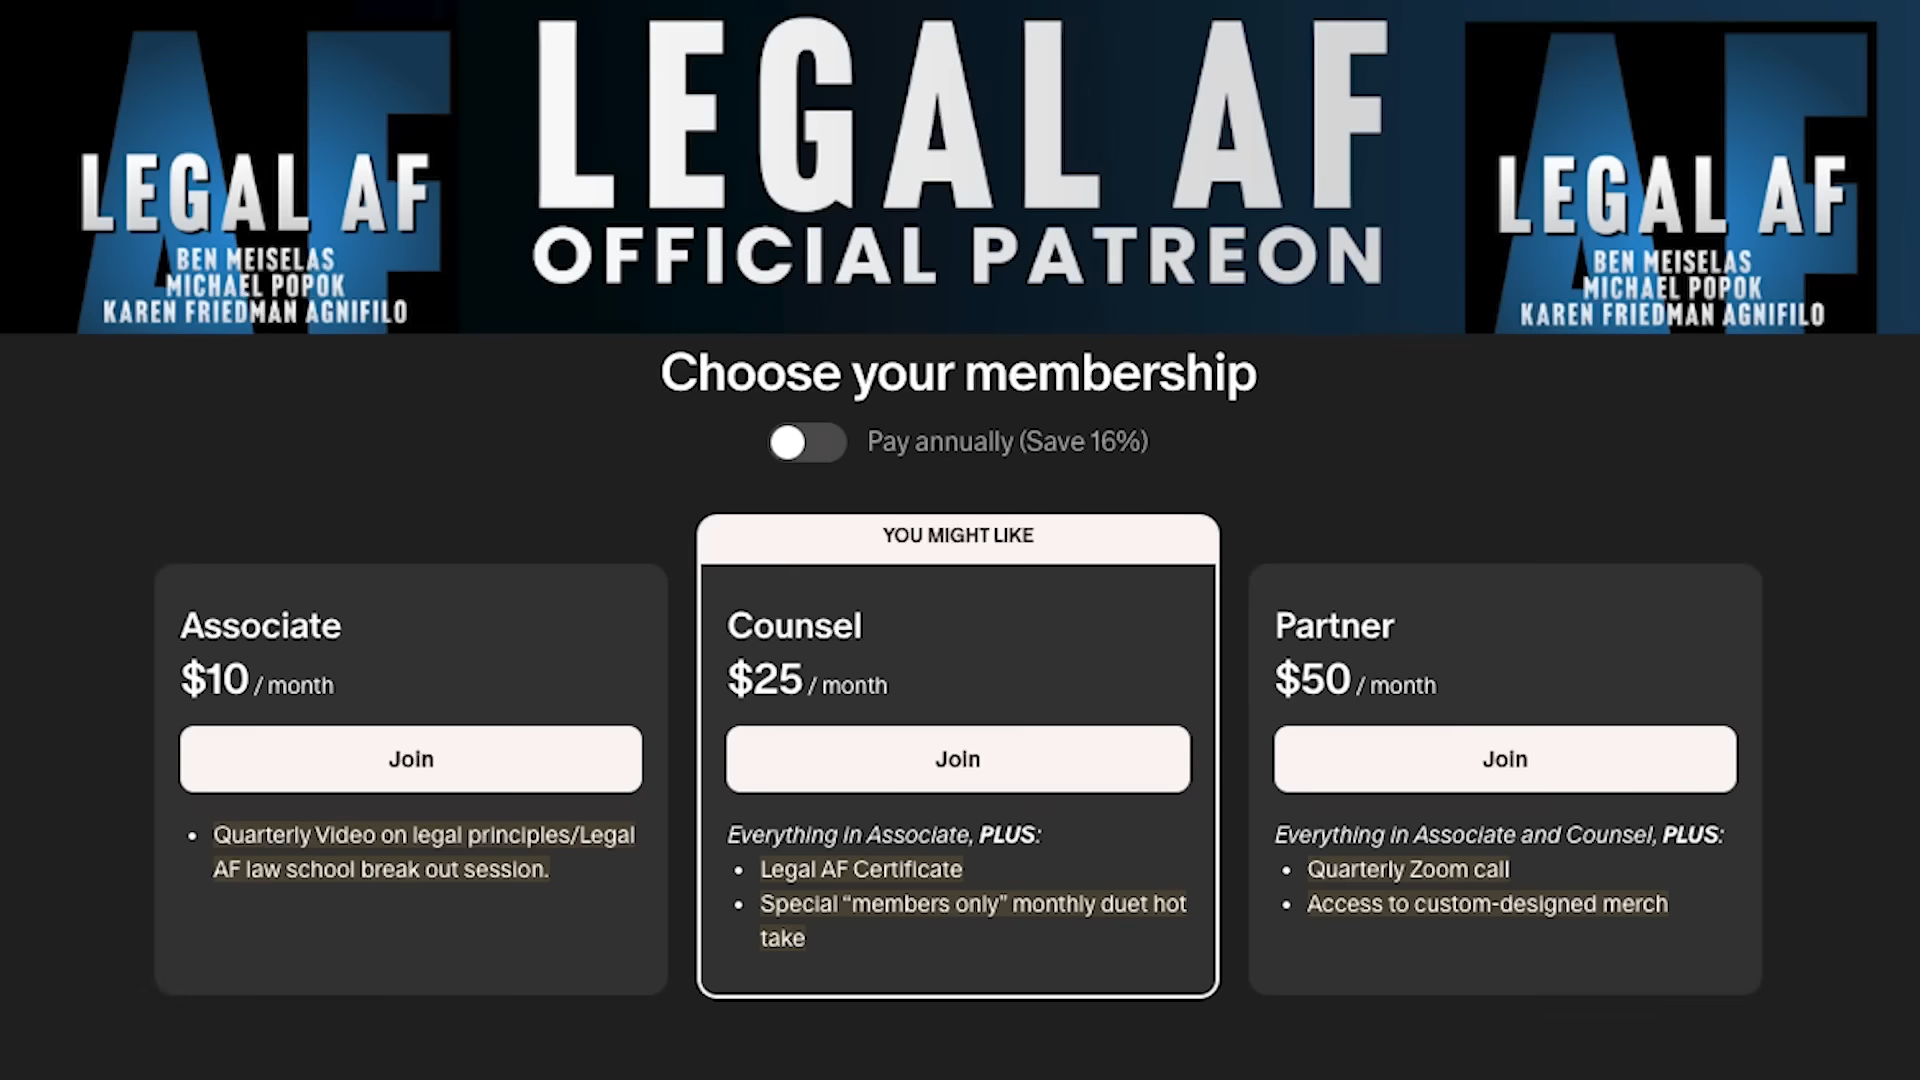 LEGAL AF
OFFICIAL PATREON
AF
LEGAL AF
BEN MEISELAS
MICHAEL POPOK
KAREN FRIEDMAN AGNIFILO
AF
LEGAL AF
BEN MEISELAS
MICHAEL POPOK
KAREN FRIEDMAN AGNIFILO
Choose your membership
Pay annually (Save 16%)
Associate
$10 / month
Join
• Quarterly Video on legal principles/Legal
AF law school break out session.
YOU MIGHT LIKE
Counsel
$25 / month
Join
Everything in Associate, PLUS:
• Legal AF Certificate
• Special “members only” monthly duet hot
take
Partner
$50 / month
Join
Everything in Associate and Counsel, PLUS:
• Quarterly Zoom call
• Access to custom-designed merch